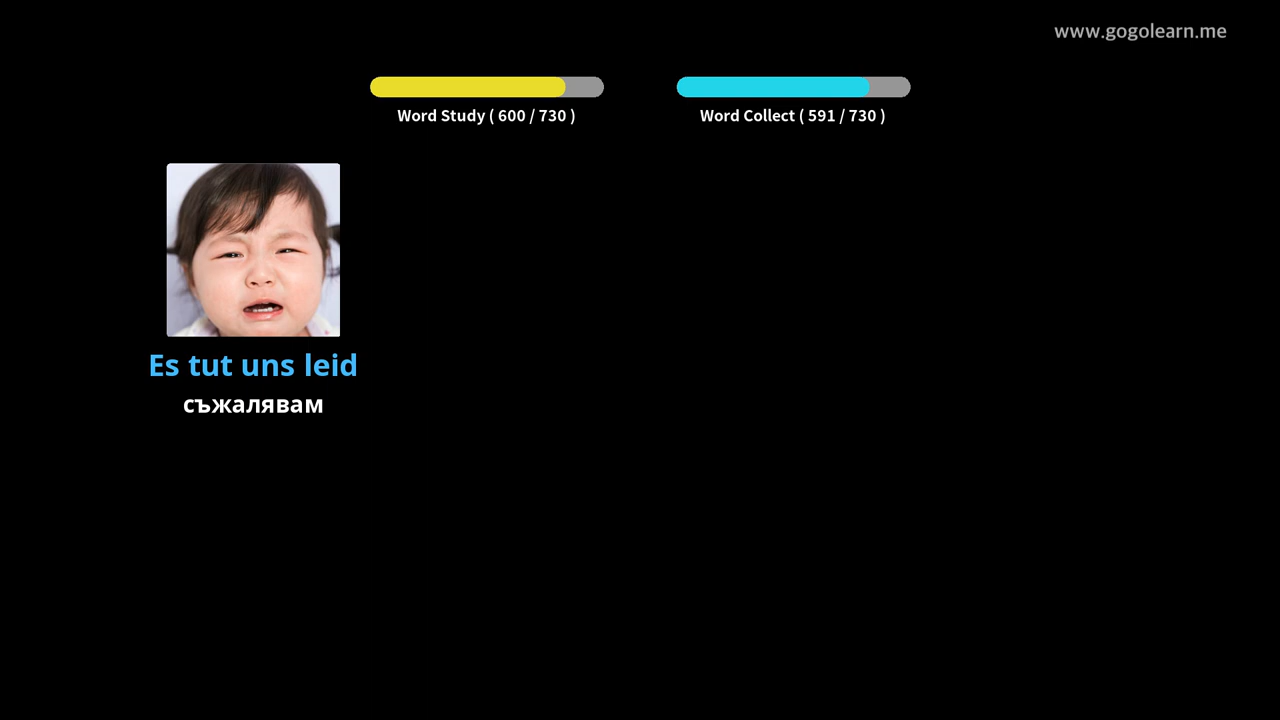 www.gogolearn.me
Word Study ( 600 / 730 )
Word Collect ( 591 / 730 )
Es tut uns leid
съжалявам